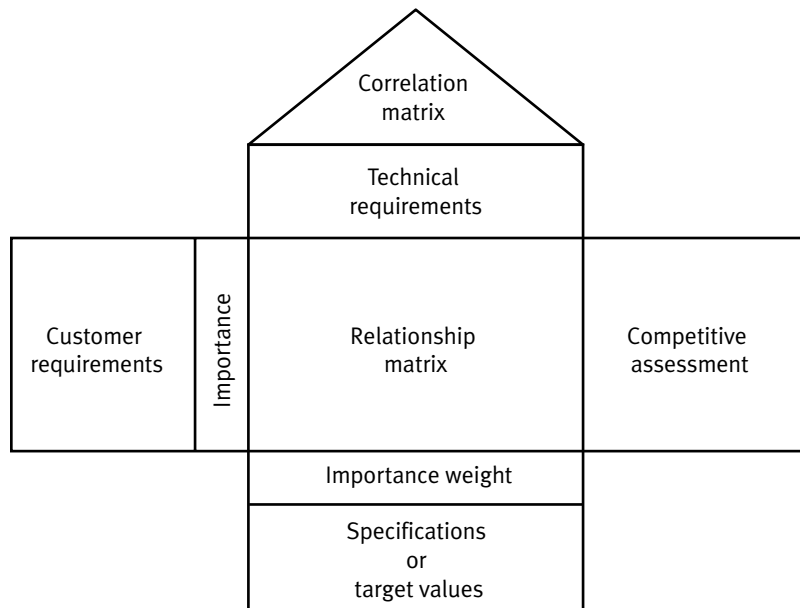 Correlation
matrix
Technical
requirements
Customer
requirements
Importance
Relationship
matrix
Competitive
assessment
Importance weight
Specifications
or
target values